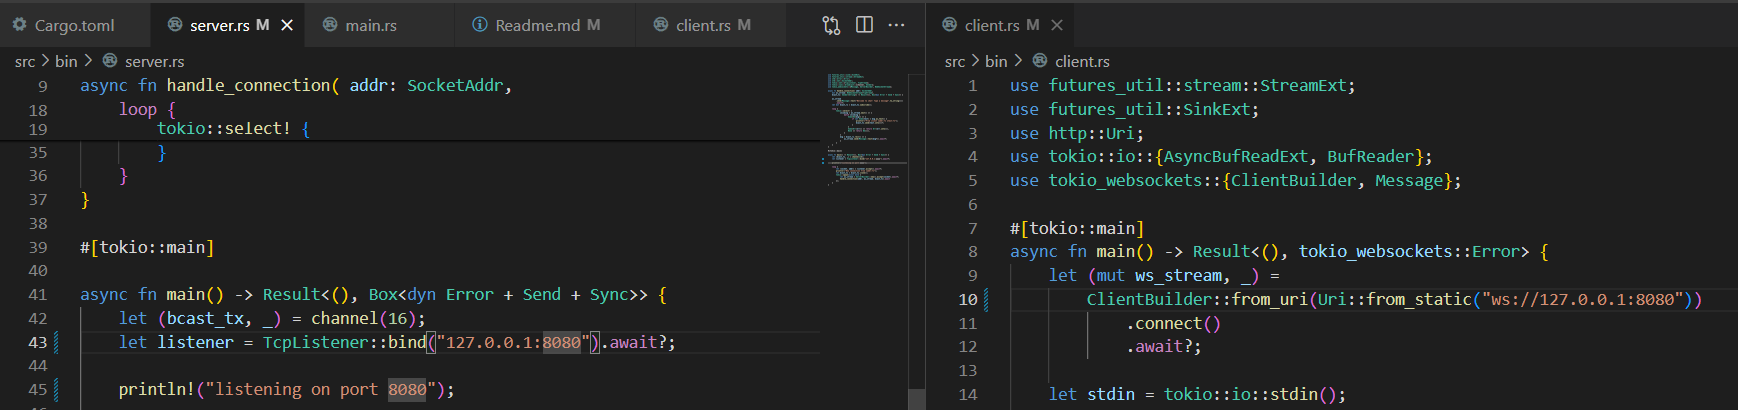 Cargo.toml
server.rs M
main.rs
Readme.md M
client.rs M
src > bin > server.rs
9 async fn handle_connection( addr: SocketAddr,
18 loop {
19 tokio::select! {
35 }
36 }
37 }
38
39 #[tokio::main]
40
41 async fn main() -> Result<(), Box<dyn Error + Send + Sync>> {
42 let (bcast_tx, _) = channel(16);
43 let listener = TcpListener::bind("127.0.0.1:8080").await?;
44
45 println!("listening on port 8080");
client.rs M
src > bin > client.rs
1 use futures_util::stream::StreamExt;
2 use futures_util::SinkExt;
3 use http::Uri;
4 use tokio::io::{AsyncBufReadExt, BufReader};
5 use tokio_websockets::{ClientBuilder, Message};
6
7 #[tokio::main]
8 async fn main() -> Result<(), tokio_websockets::Error> {
9 let (mut ws_stream, _) =
10 ClientBuilder::from_uri(Uri::from_static("ws://127.0.0.1:8080"))
11 .connect()
12 .await?;
13
14 let stdin = tokio::io::stdin();